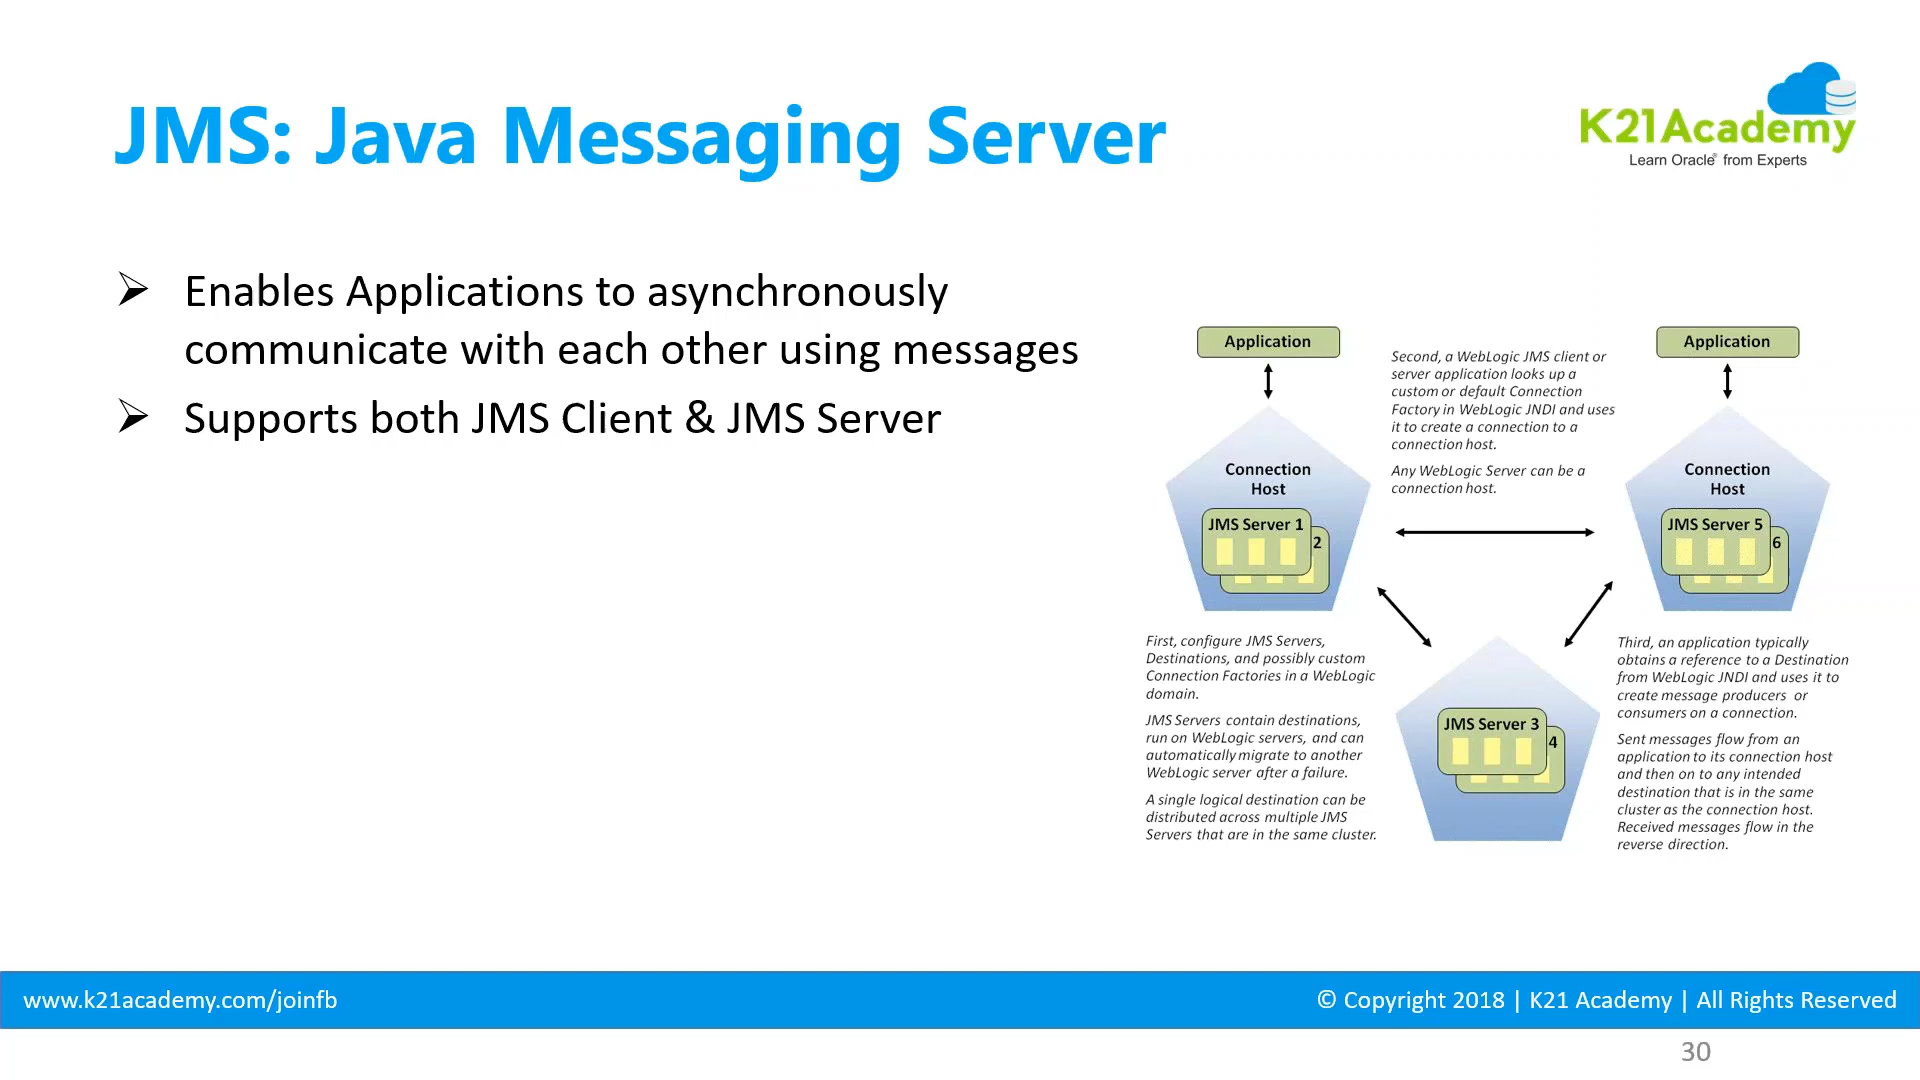 JMS: Java Messaging Server
K21Academy
Learn Oracle® from Experts
➢ Enables Applications to asynchronously
communicate with each other using messages
➢ Supports both JMS Client & JMS Server
Application
Connection
Host
JMS Server 1
2
Second, a WebLogic JMS client or
server application looks up a
custom or default Connection
Factory in WebLogic JNDI and uses
it to create a connection to a
connection host.
Any WebLogic Server can be a
connection host.
Application
Connection
Host
JMS Server 5
6
First, configure JMS Servers,
Destinations, and possibly custom
Connection Factories in a WebLogic
domain.
JMS Servers contain destinations,
run on WebLogic servers, and can
automatically migrate to another
WebLogic server after a failure.
A single logical destination can be
distributed across multiple JMS
Servers that are in the same cluster.
JMS Server 3
4
Third, an application typically
obtains a reference to a Destination
from WebLogic JNDI and uses it to
create message producers or
consumers on a connection.
Sent messages flow from an
application to its connection host
and then on to any intended
destination that is in the same
cluster as the connection host.
Received messages flow in the
reverse direction.
www.k21academy.com/joinfb
© Copyright 2018 | K21 Academy | All Rights Reserved
30